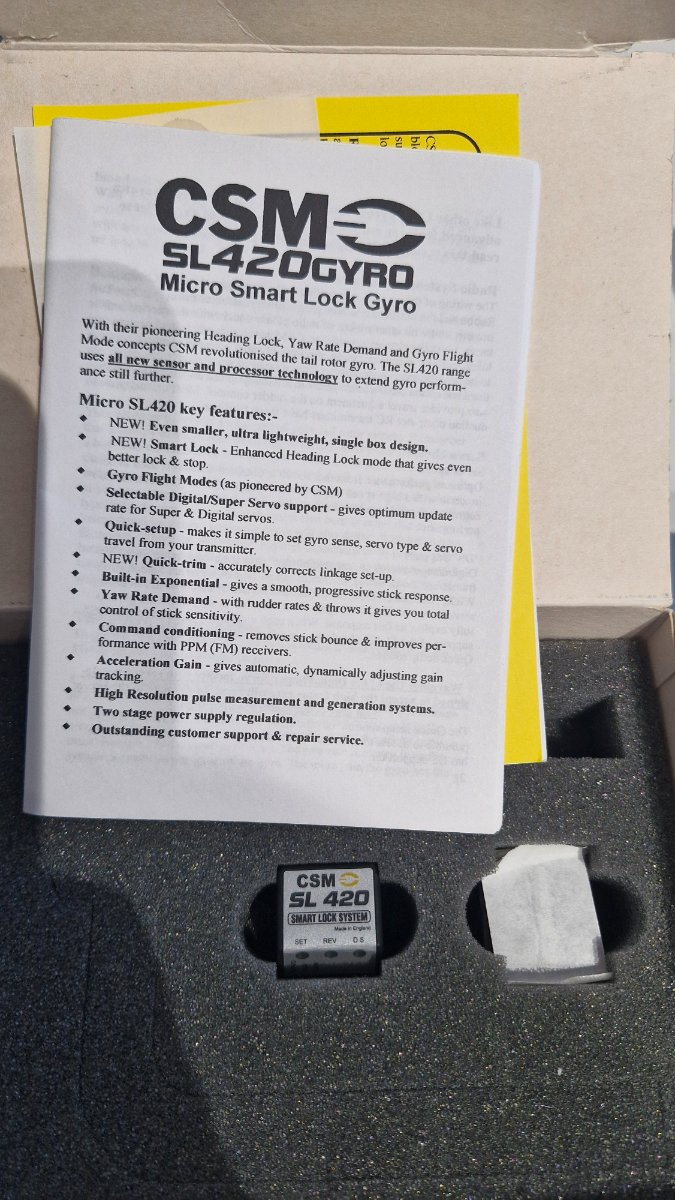 CSM
SL420GYRO
Micro Smart Lock Gyro
With their pioneering Heading Lock, Yaw Rate Demand and Gyro Flight
Mode concepts CSM revolutionised the tail rotor gyro. The SL420 range
uses all new sensor and processor technology to extend gyro perform-
ance still further.
Micro SL420 key features:-
◆ NEW! Even smaller, ultra lightweight, single box design.
◆ NEW! Smart Lock - Enhanced Heading Lock mode that gives even
better lock & stop.
◆ Gyro Flight Modes (as pioneered by CSM)
◆ Selectable Digital/Super Servo support - gives optimum update
rate for Super & Digital servos.
◆ Quick-setup - makes it simple to set gyro sense, servo type & servo
travel from your transmitter.
◆ NEW! Quick-trim - accurately corrects linkage set-up.
◆ Built-in Exponential - gives a smooth, progressive stick response.
◆ Yaw Rate Demand - with rudder rates & throws it gives you total
control of stick sensitivity.
◆ Command conditioning - removes stick bounce & improves per-
formance with PPM (FM) receivers.
◆ Acceleration Gain - gives automatic, dynamically adjusting gain
tracking.
◆ High Resolution pulse measurement and generation systems.
◆ Two stage power supply regulation.
◆ Outstanding customer support & repair service.
CSM
SL 420
SMART LOCK SYSTEM
Made in England
SET REV D S